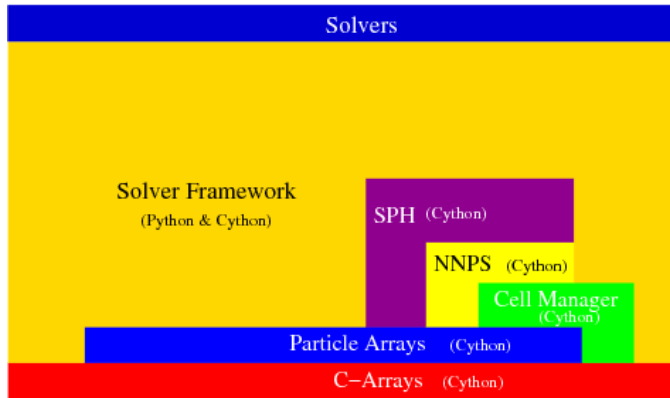 Solvers
Solver Framework
(Python & Cython)
SPH (Cython)
NNPS (Cython)
Cell Manager
(Cython)
Particle Arrays (Cython)
C-Arrays (Cython)